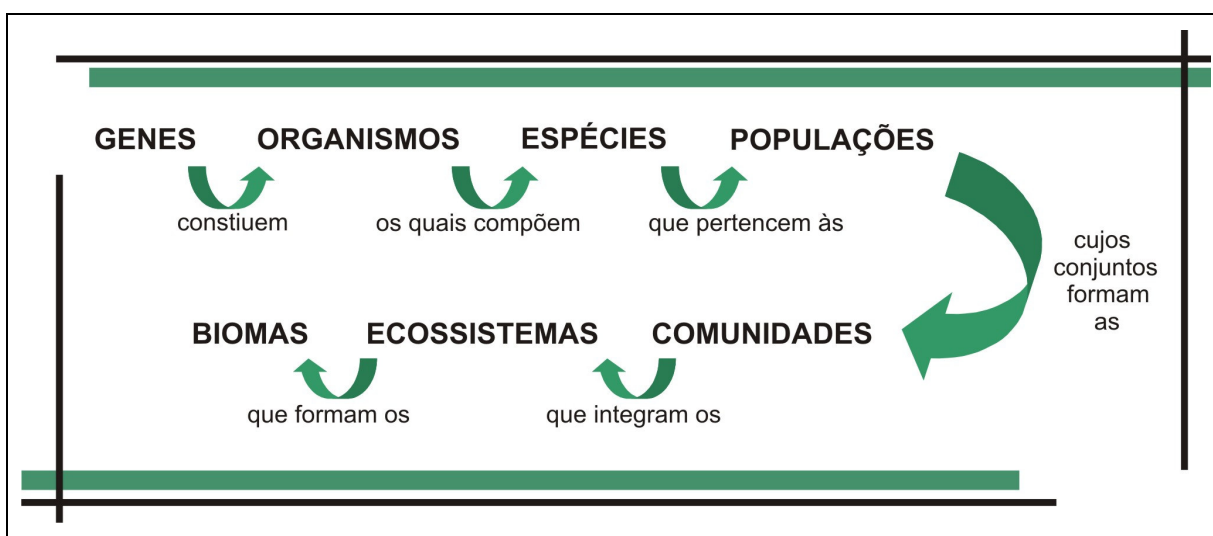 GENES ORGANISMOS ESPÉCIES POPULAÇÕES
constiuem os quais compõem que pertencem às
cujos
conjuntos
formam
as
BIOMAS ECOSSISTEMAS COMUNIDADES
que formam os que integram os